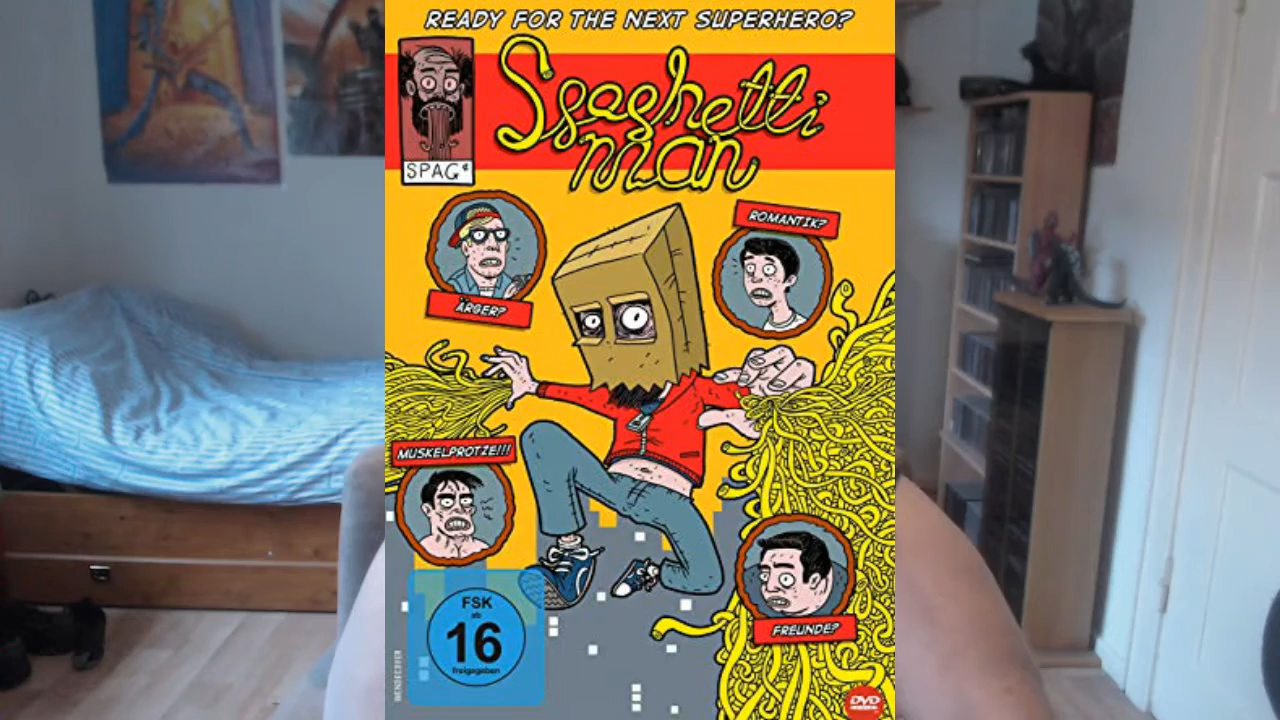 READY FOR THE NEXT SUPERHERO?
Spaghetti
man
SPAG¢
ROMANTIK?
ÄRGER?
MUSKELPROTZE!!!
FREUNDE?
FSK
ab
16
freigegeben
DVD